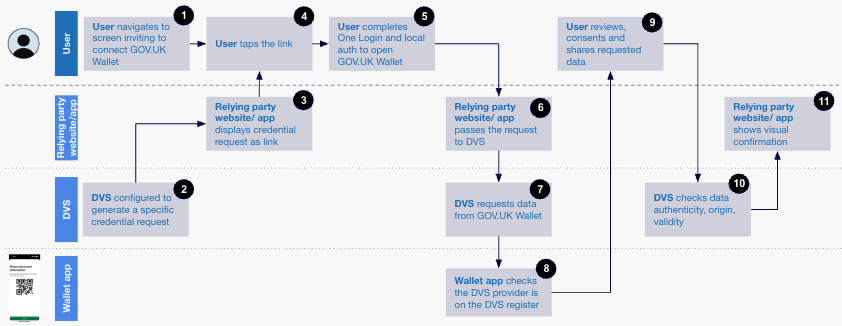 User
1
User navigates to
screen inviting to
connect GOV.UK
Wallet
4
User taps the link
5
User completes
One Login and local
auth to open
GOV.UK Wallet
9
User reviews,
consents and
shares requested
data
Relying party
website/app
3
Relying party
website/ app
displays credential
request as link
6
Relying party
website/ app
passes the request
to DVS
11
Relying party
website/ app
shows visual
confirmation
DVS
2
DVS configured to
generate a specific
credential request
7
DVS requests data
from GOV.UK Wallet
10
DVS checks data
authenticity, origin,
validity
Wallet app
8
Wallet app checks
the DVS provider is
on the DVS register